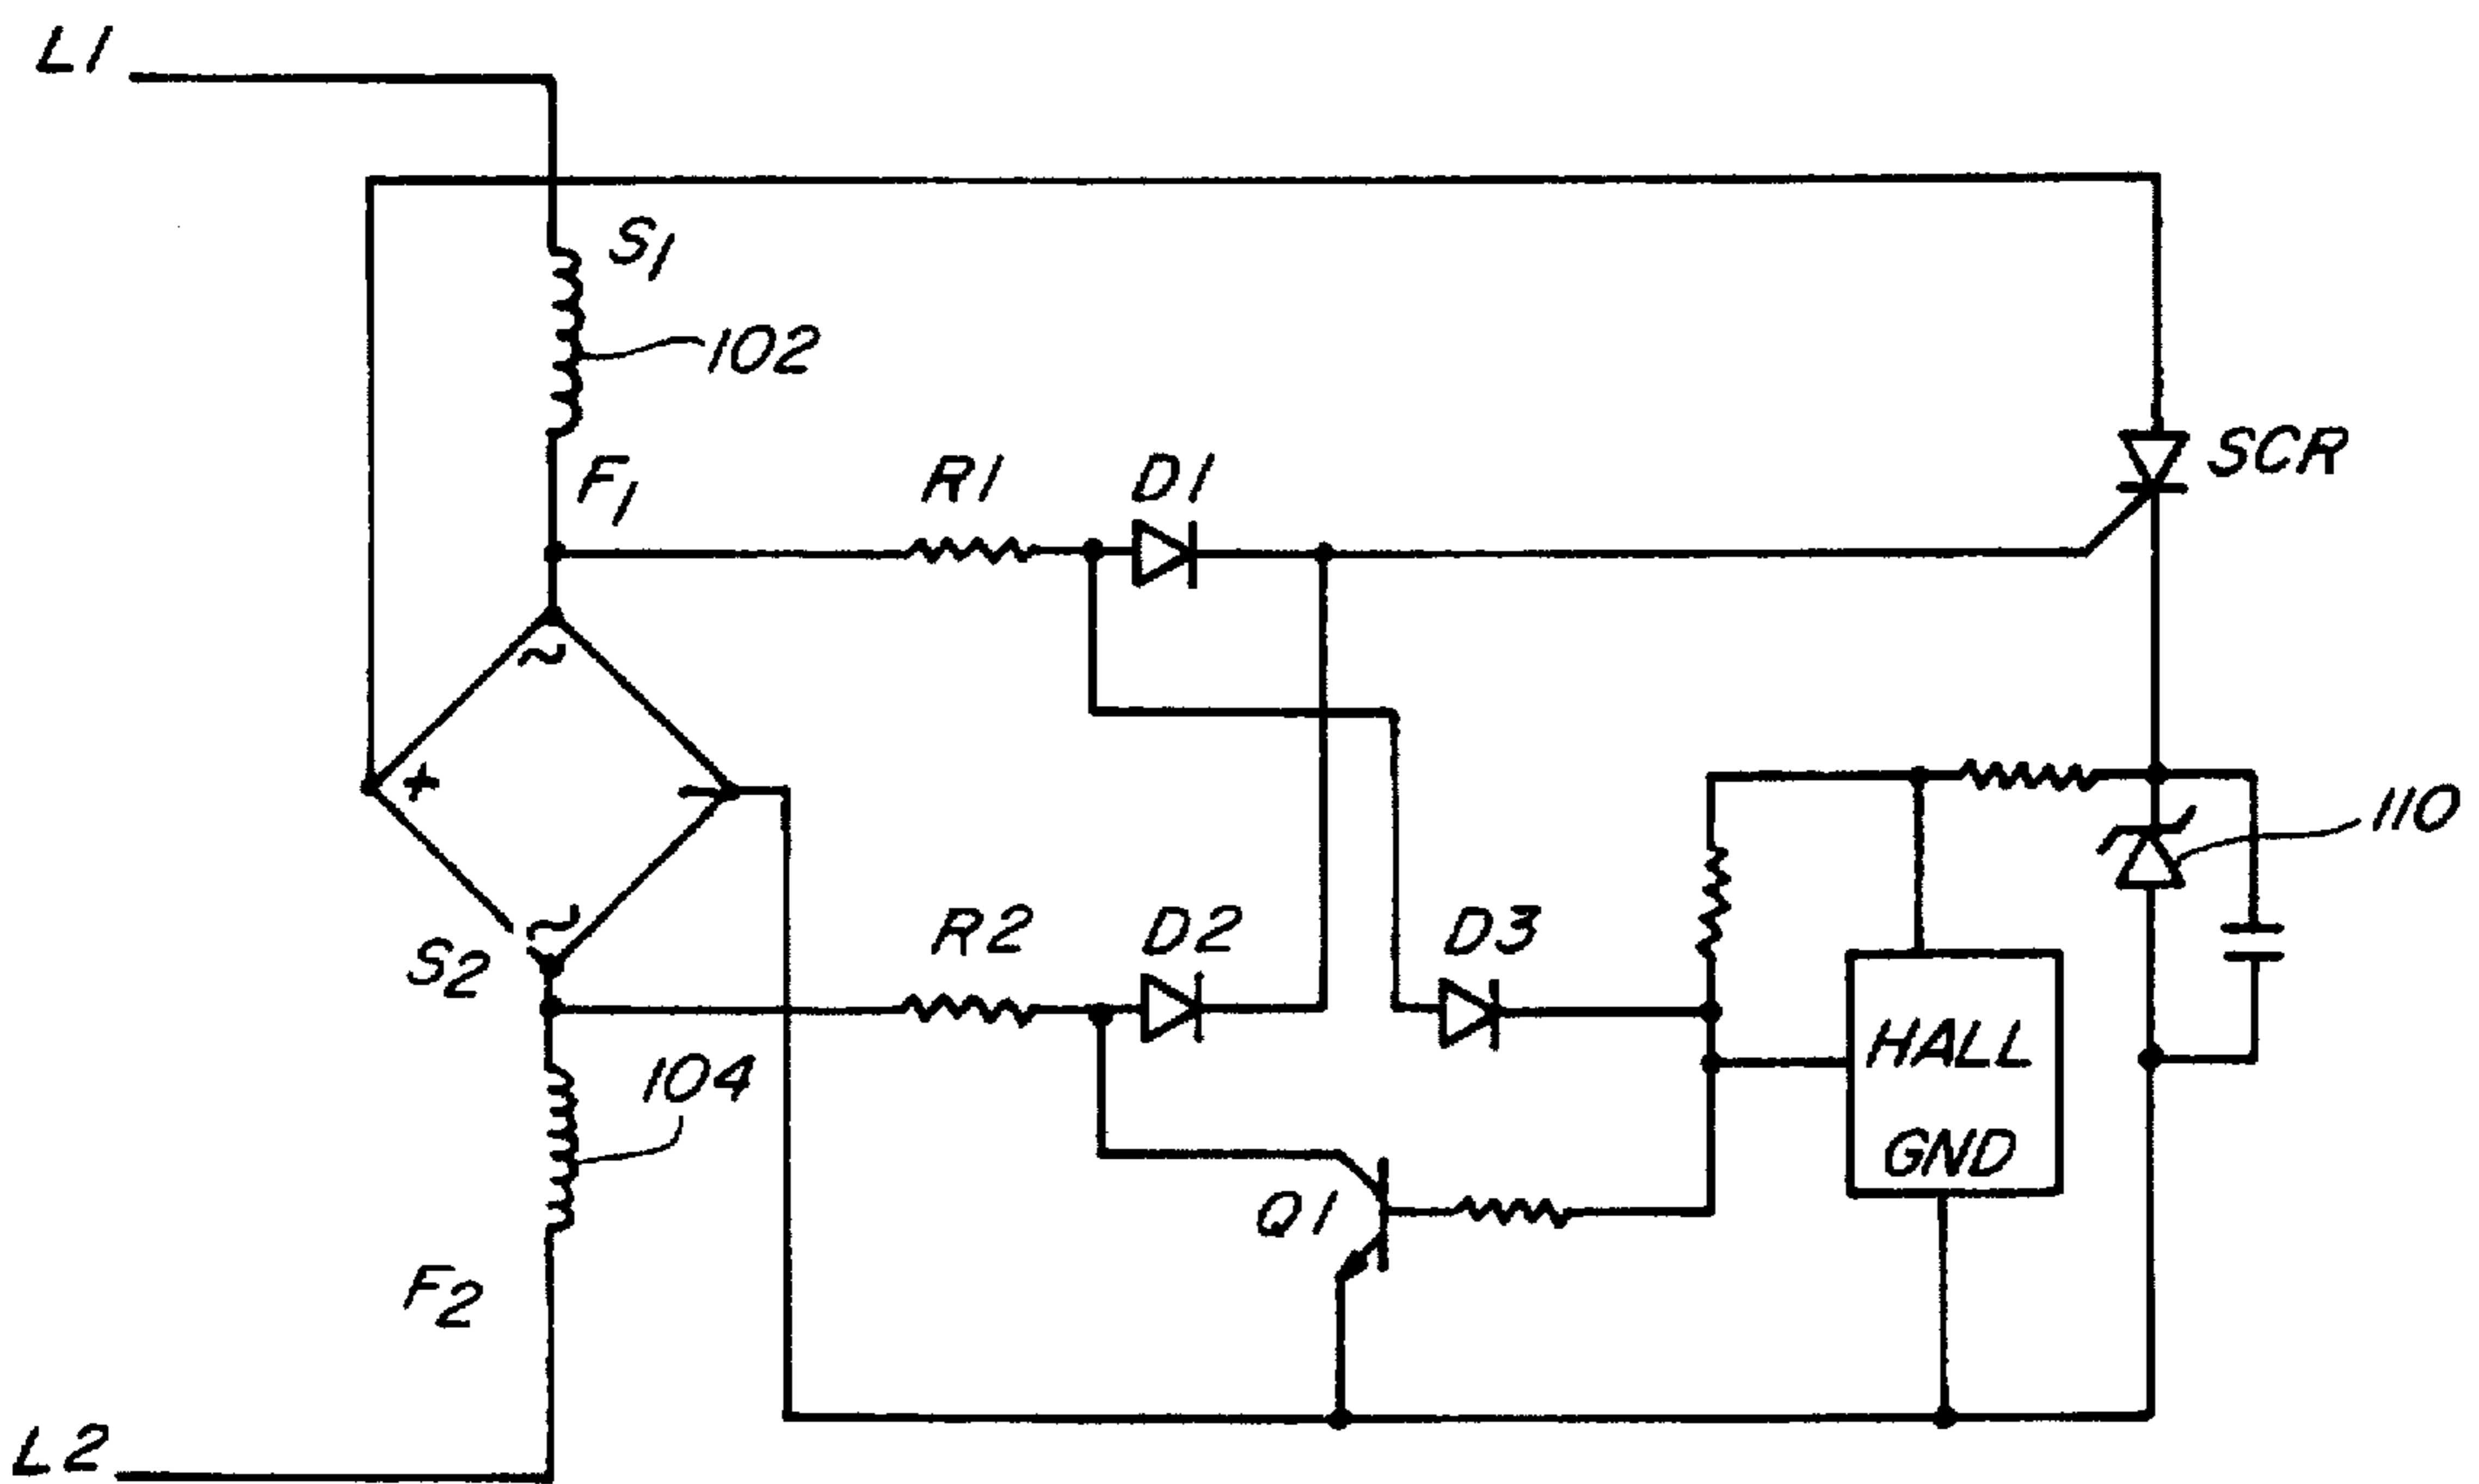 L1
S1
102
F1
R1
D1
SCR
~
+
-
110
~
S2
R2
D2
D3
104
HALL
GND
Q1
F2
L2